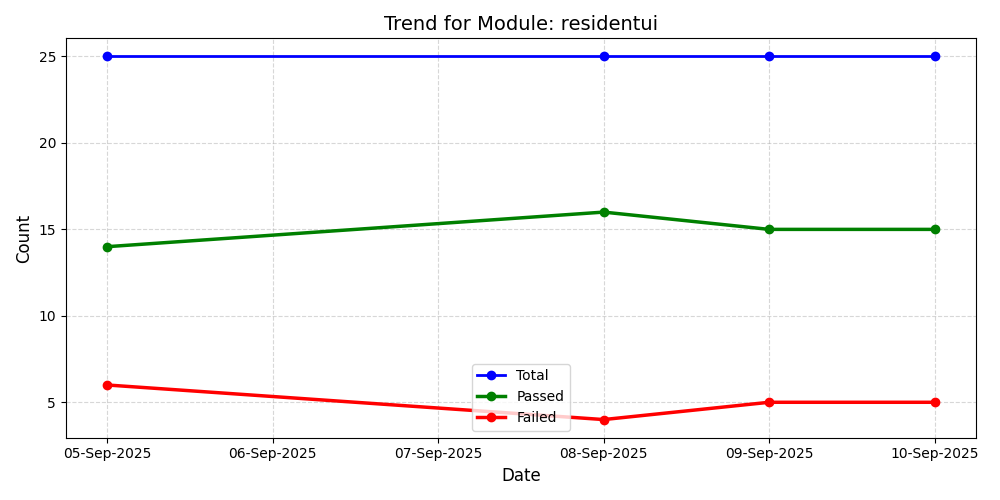 Trend for Module: residentui
25
20
15
10
5
Count
Total
Passed
Failed
05-Sep-2025 06-Sep-2025 07-Sep-2025 08-Sep-2025 09-Sep-2025 10-Sep-2025
Date